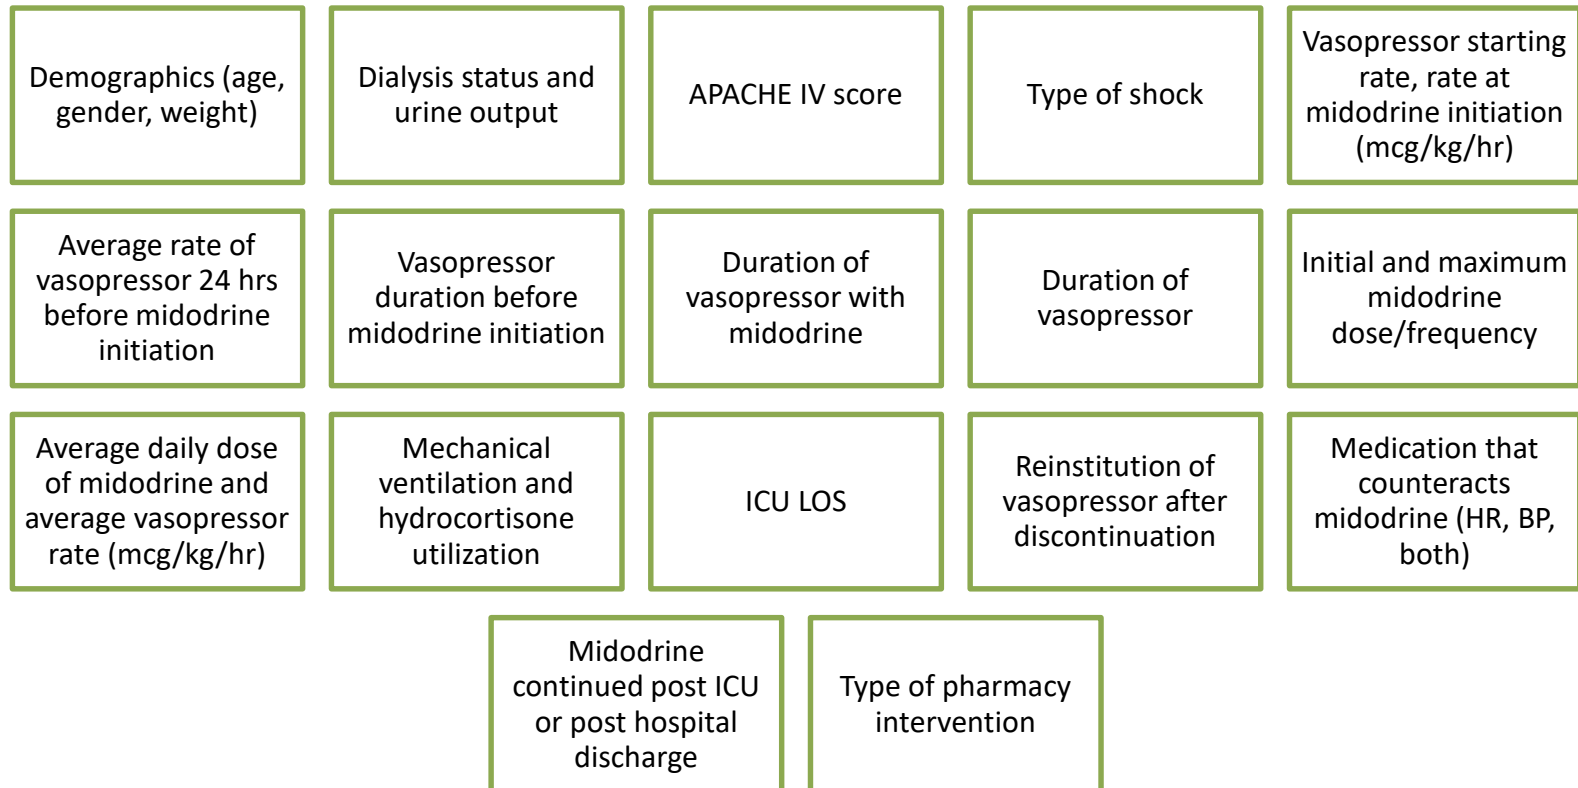 Demographics (age,
gender, weight)
Dialysis status and
urine output
APACHE IV score
Type of shock
Vasopressor starting
rate, rate at
midodrine initiation
(mcg/kg/hr)
Average rate of
vasopressor 24 hrs
before midodrine
initiation
Vasopressor
duration before
midodrine initiation
Duration of
vasopressor with
midodrine
Duration of
vasopressor
Initial and maximum
midodrine
dose/frequency
Average daily dose
of midodrine and
average vasopressor
rate (mcg/kg/hr)
Mechanical
ventilation and
hydrocortisone
utilization
ICU LOS
Reinstitution of
vasopressor after
discontinuation
Medication that
counteracts
midodrine (HR, BP,
both)
Midodrine
continued post ICU
or post hospital
discharge
Type of pharmacy
intervention